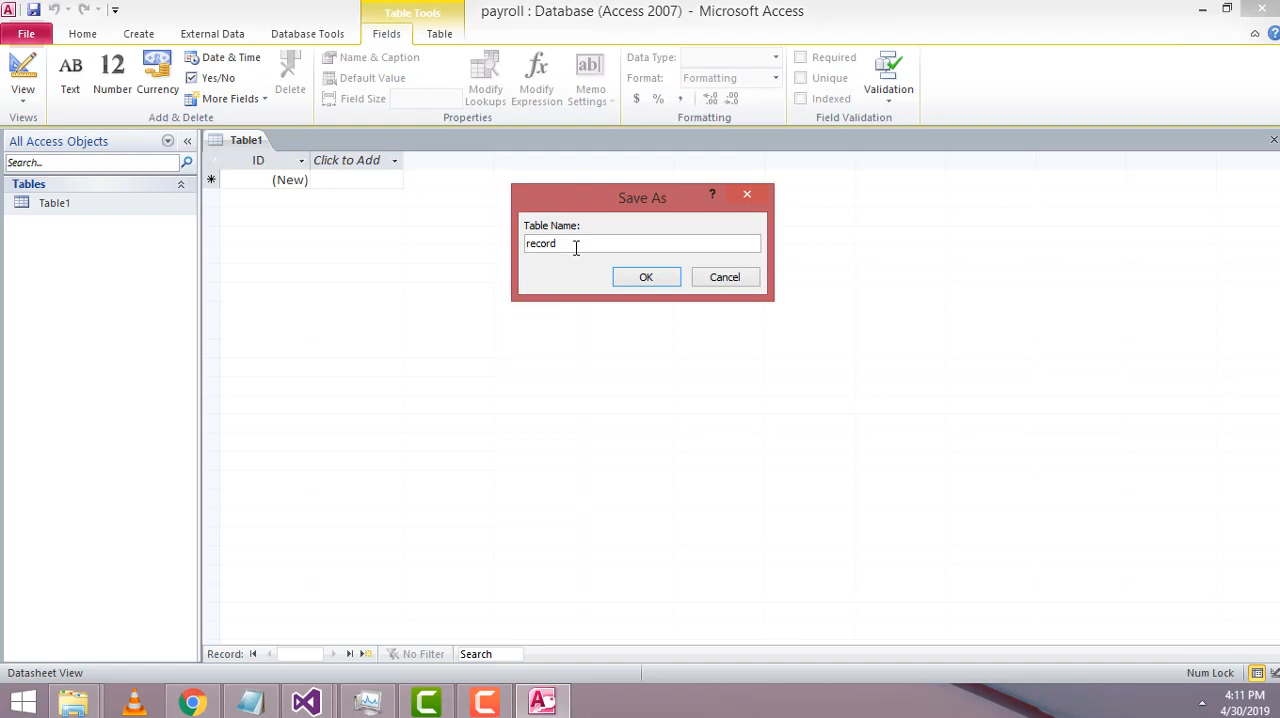 Table Tools
payroll : Database (Access 2007) - Microsoft Access
File
Home
Create
External Data
Database Tools
Fields
Table
View
Views
ab
AB
Text
12
Number
Currency
Date & Time
Yes/No
More Fields
Delete
Add & Delete
Name & Caption
Default Value
Field Size
Modify Lookups
fx
Modify Expression
ab|
Memo Settings
Properties
Data Type:
Format: Formatting
$ % , .00
Formatting
Required
Unique
Indexed
Validation
Field Validation
All Access Objects
Search...
Tables
Table1
Table1
ID
Click to Add
(New)
Save As
Table Name:
record
OK
Cancel
Record:
No Filter
Search
Datasheet View
Num Lock
4:11 PM
4/30/2019